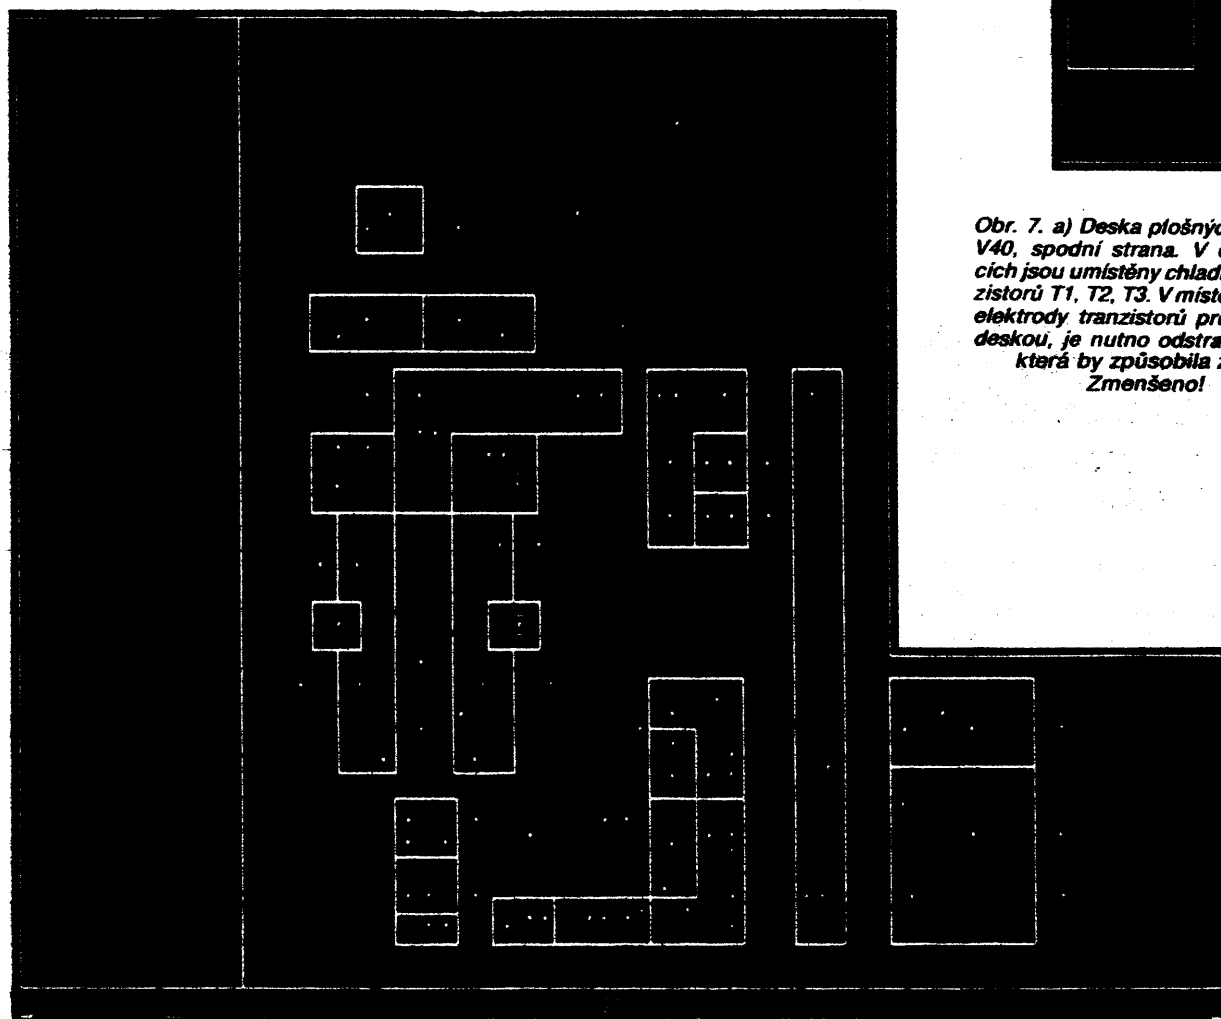 Obr. 7. a) Deska plošnýc
V40, spodní strana. V
cích jsou umístěny chlad
zistorů T1, T2, T3. V míst
elektrody tranzistorů pr
deskou, je nutno odstra
která by způsobila
Zmenšeno!